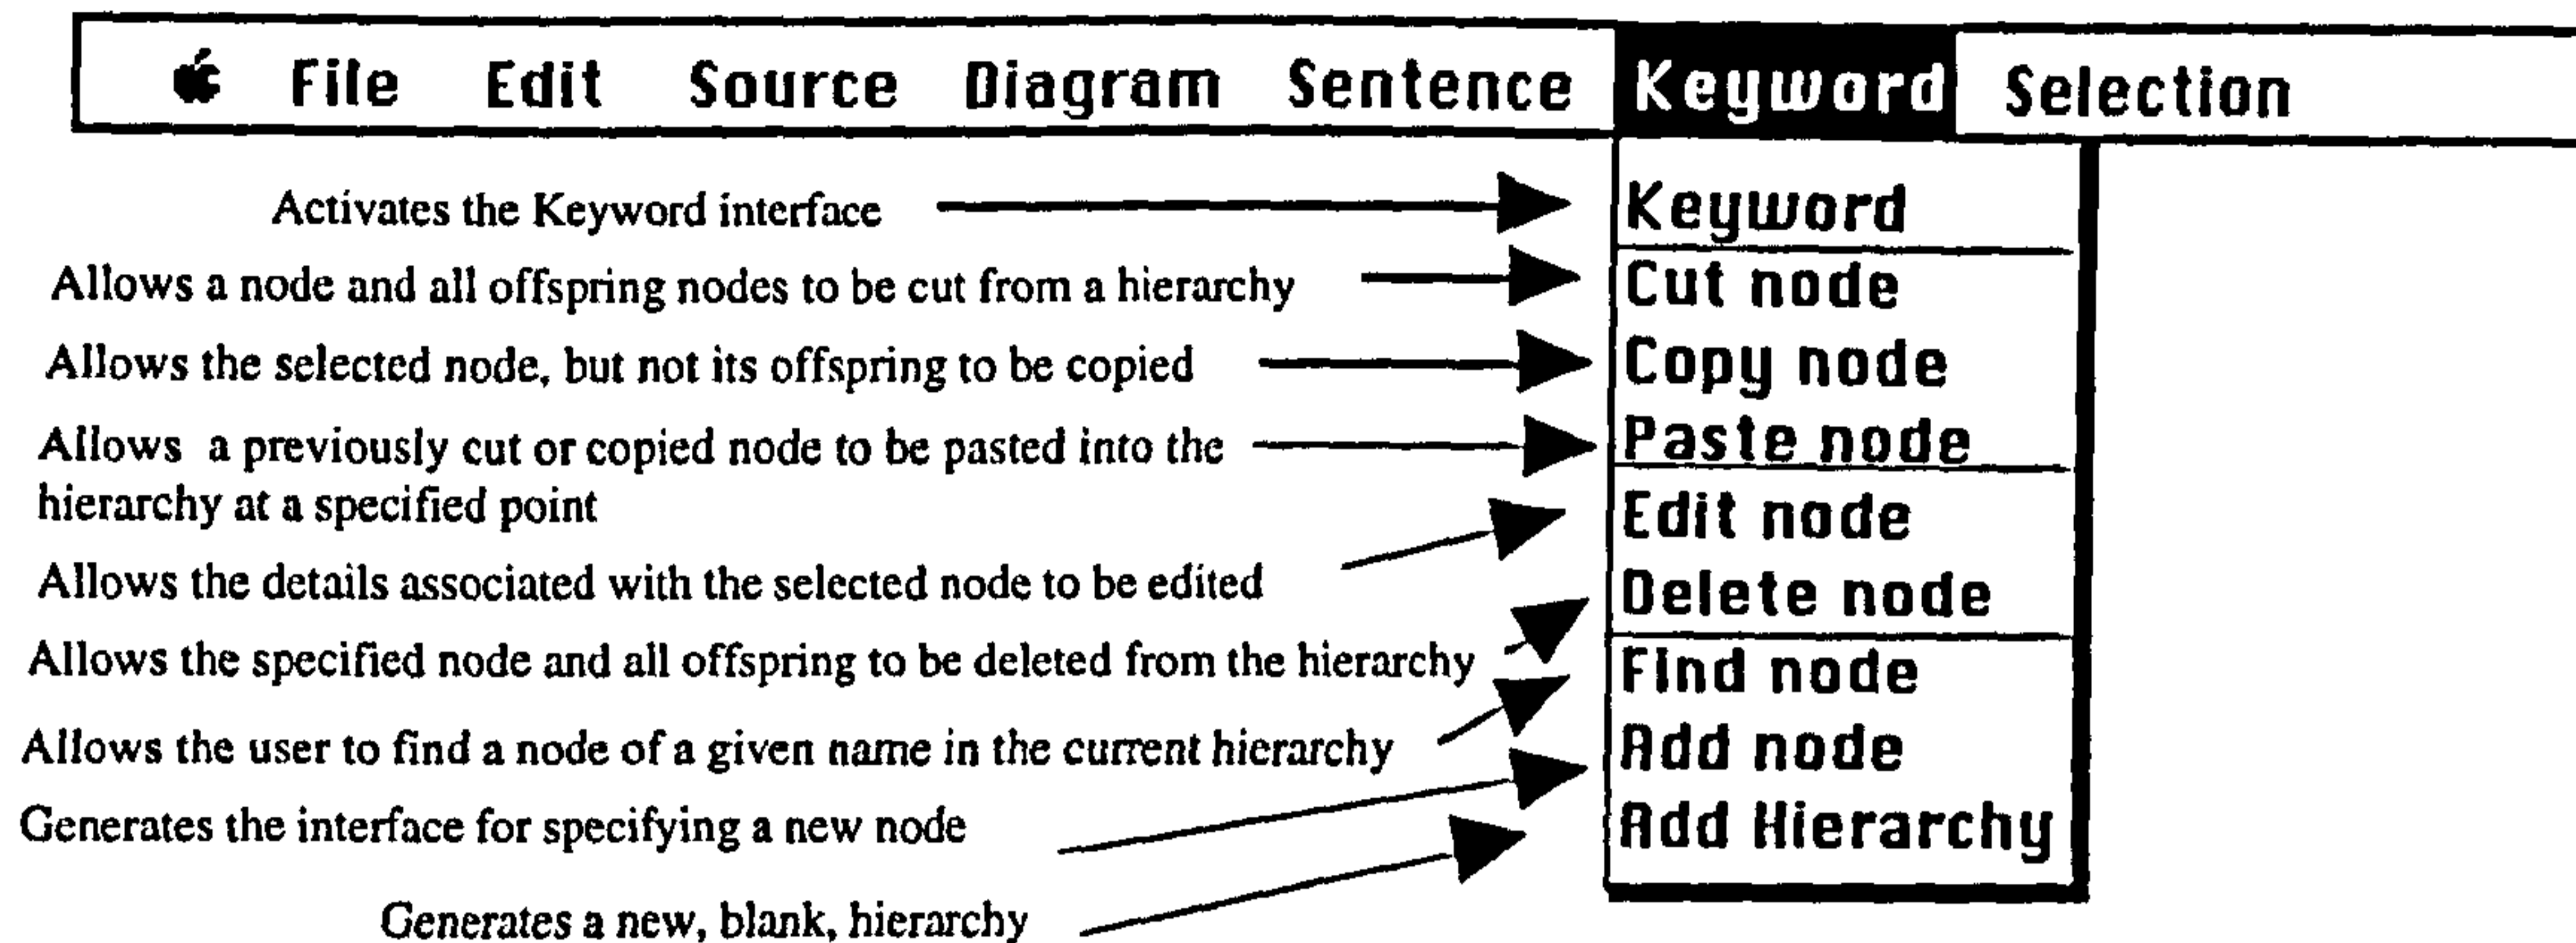 File Edit Source Diagram Sentence Keyword Selection
Activates the Keyword interface
Keyword
Allows a node and all offspring nodes to be cut from a hierarchy
Cut node
Allows the selected node, but not its offspring to be copied
Copy node
Allows a previously cut or copied node to be pasted into the
hierarchy at a specified point
Paste node
Allows the details associated with the selected node to be edited
Edit node
Allows the specified node and all offspring to be deleted from the hierarchy
Delete node
Allows the user to find a node of a given name in the current hierarchy
Find node
Generates the interface for specifying a new node
Add node
Generates a new, blank, hierarchy
Add Hierarchy